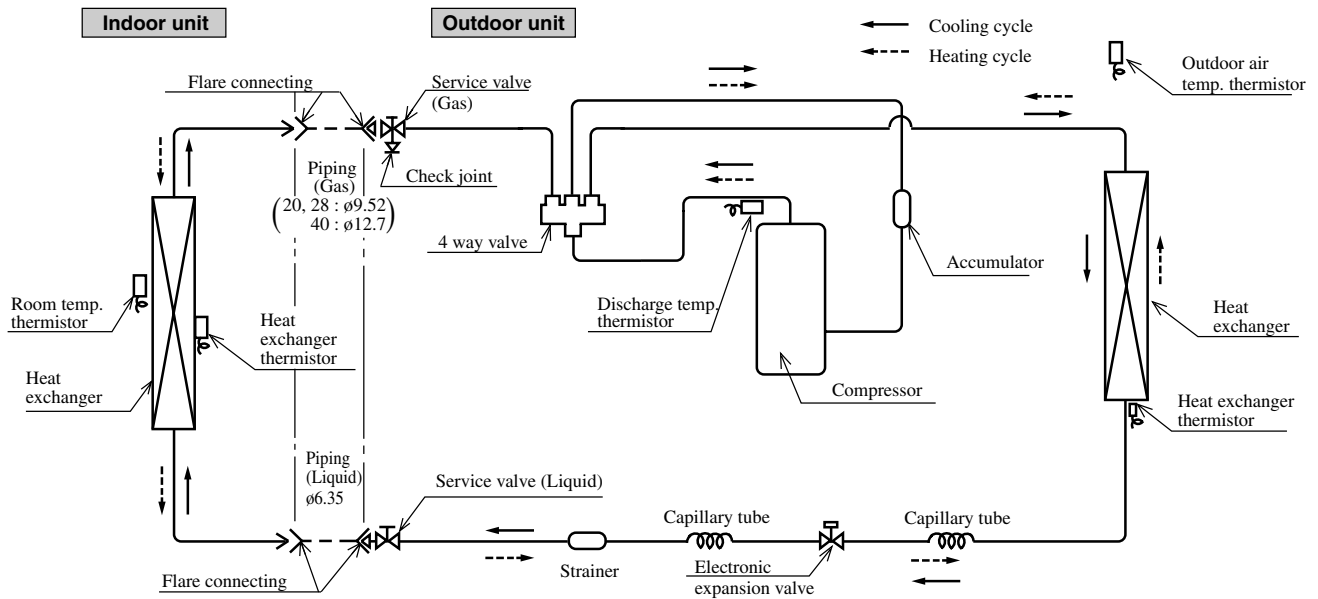 Indoor unit
Outdoor unit
Cooling cycle
Heating cycle
Outdoor air
temp. thermistor
Flare connecting
Service valve
(Gas)
Check joint
Piping
(Gas)
20, 28 : ø9.52
40 : ø12.7
4 way valve
Accumulator
Room temp.
thermistor
Heat
exchanger
thermistor
Discharge temp.
thermistor
Heat
exchanger
Heat
exchanger
Compressor
Heat exchanger
thermistor
Piping
(Liquid)
ø6.35
Service valve (Liquid)
Capillary tube
Capillary tube
Flare connecting
Strainer
Electronic
expansion valve